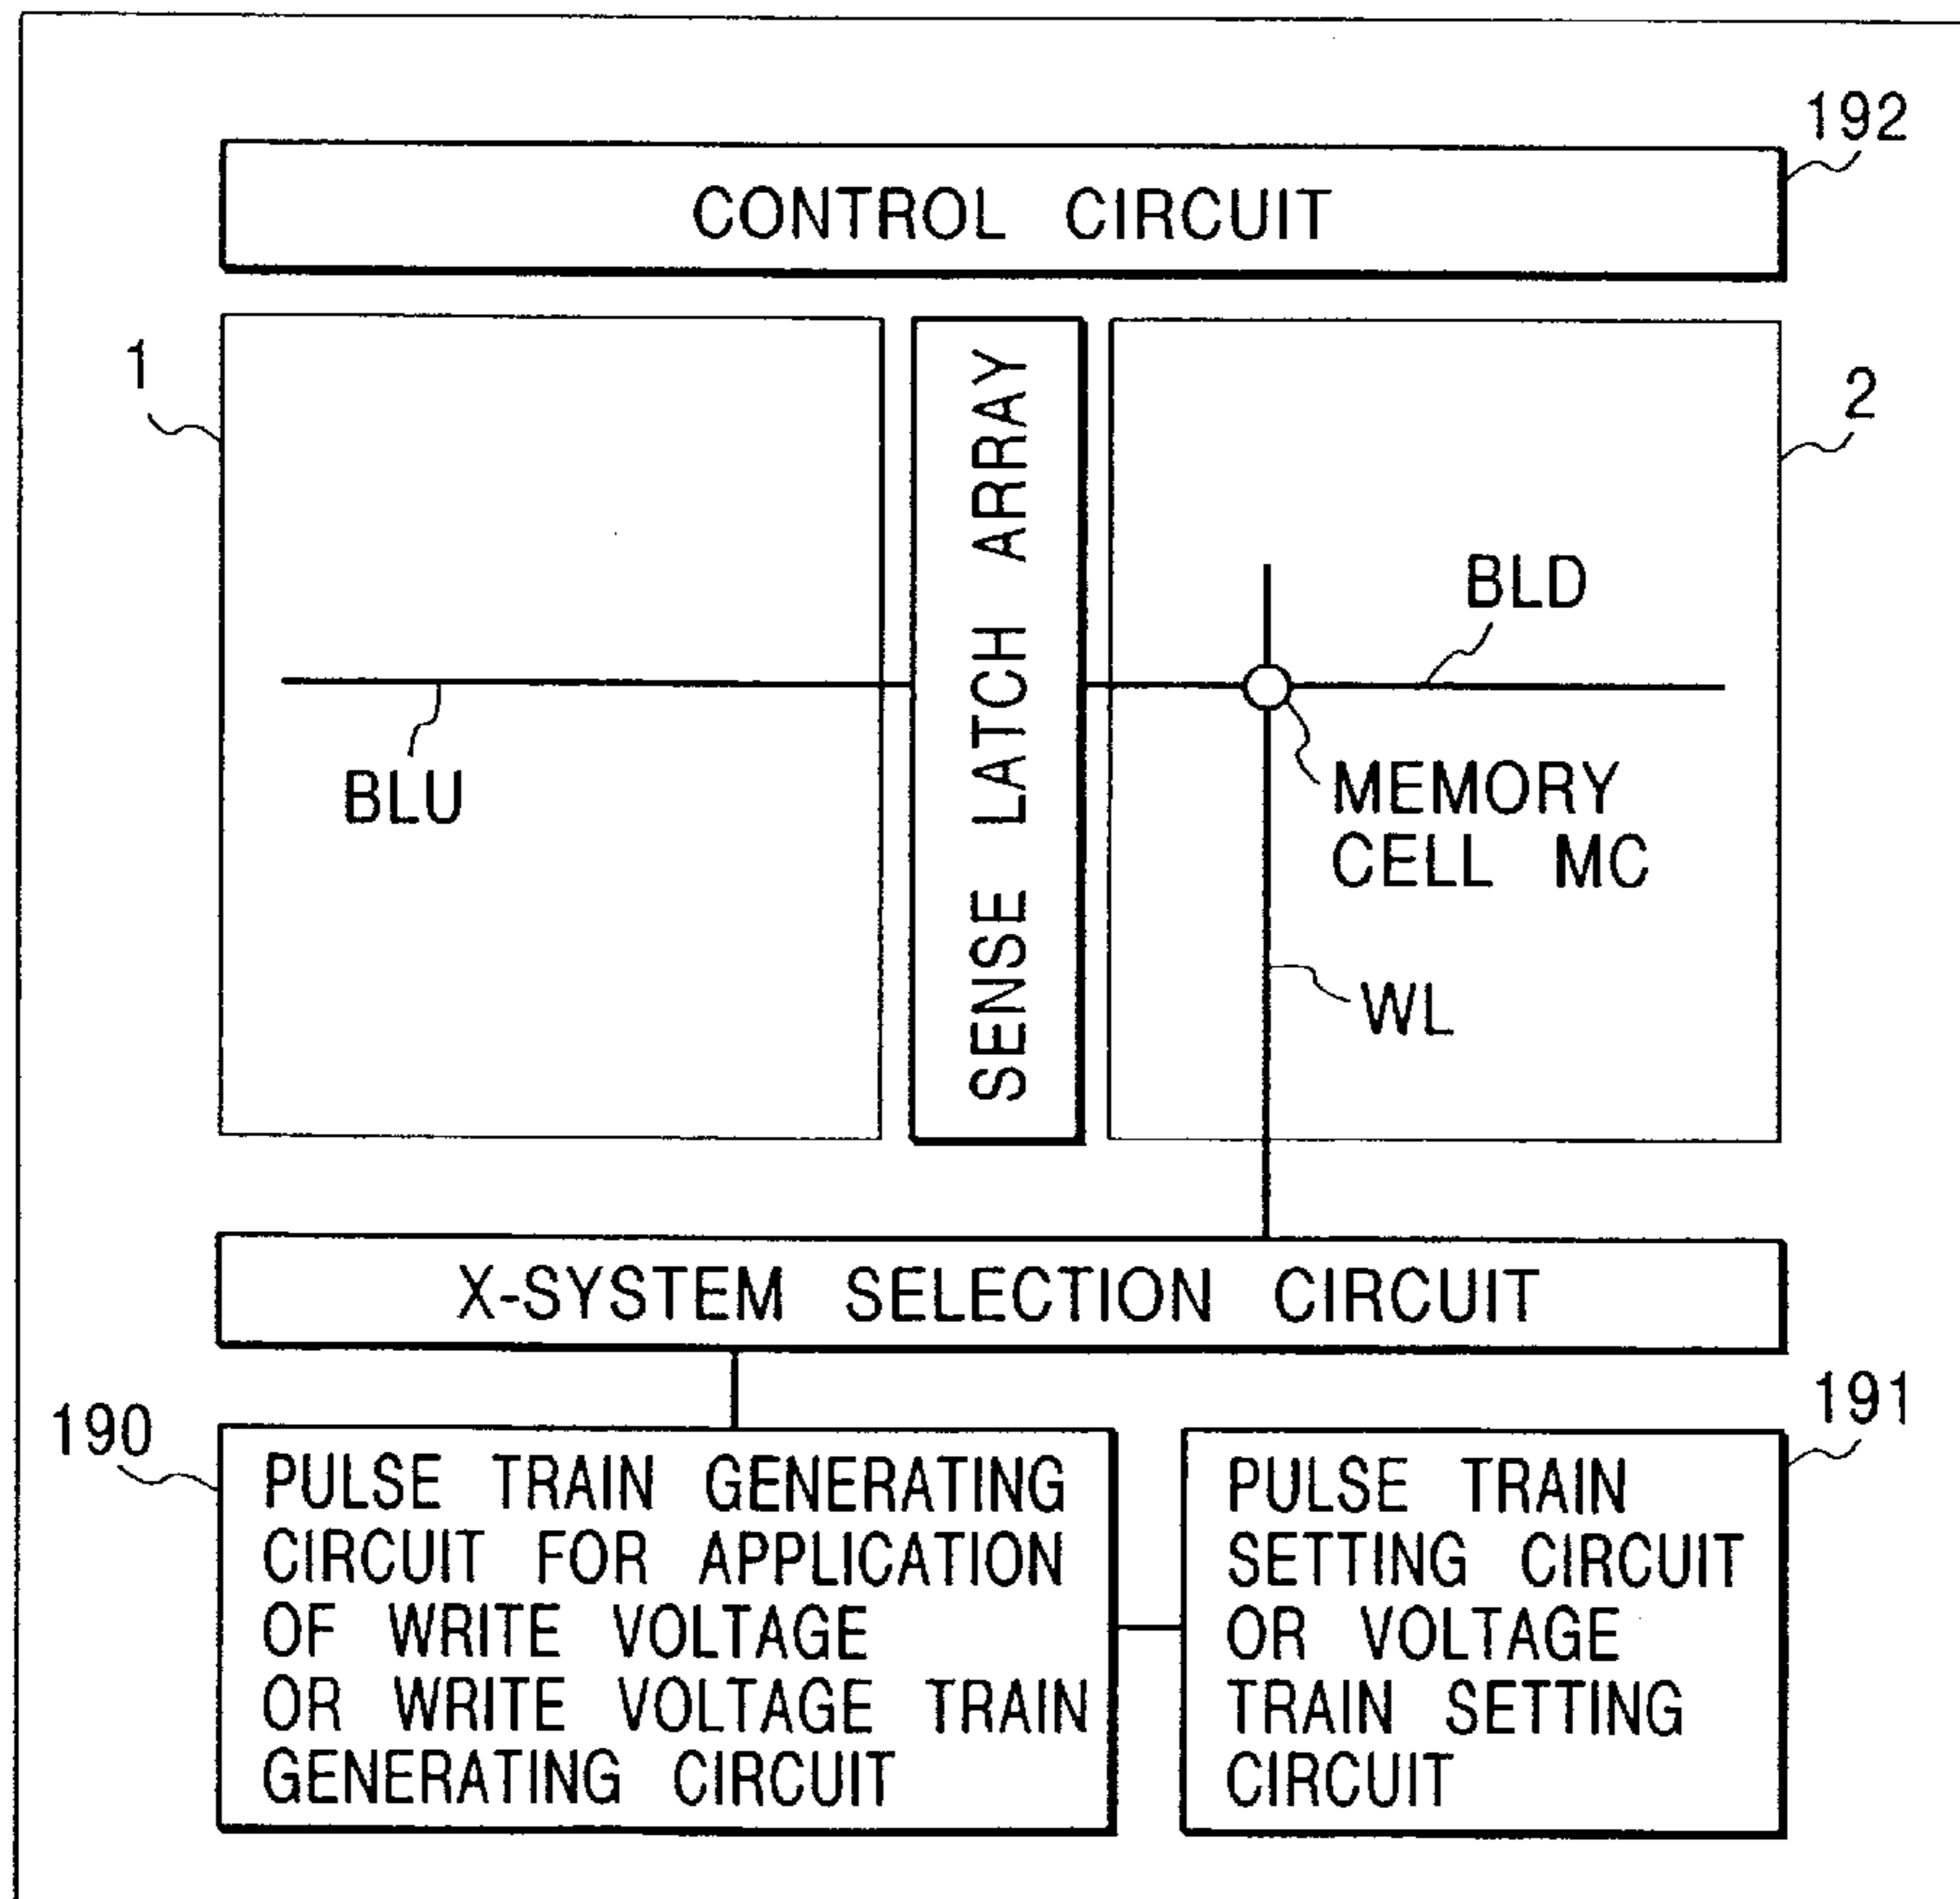 192
CONTROL CIRCUIT
1
2
SENSE LATCH ARRAY
BLD
BLU
MEMORY
CELL MC
WL
X-SYSTEM SELECTION CIRCUIT
190
191
PULSE TRAIN GENERATING
CIRCUIT FOR APPLICATION
OF WRITE VOLTAGE
OR WRITE VOLTAGE TRAIN
GENERATING CIRCUIT
PULSE TRAIN
SETTING CIRCUIT
OR VOLTAGE
TRAIN SETTING
CIRCUIT